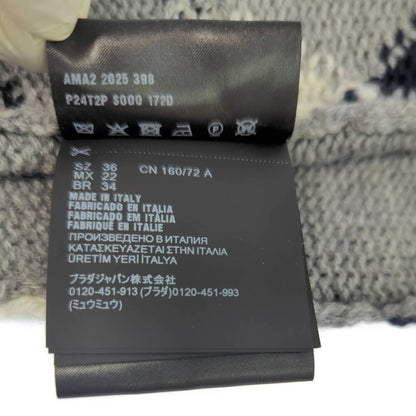 AMA2 2025 398
P24T2P S000 172D
SZ 36 CN 160/72 A
MX 22
BR 34
MADE IN ITALY
FABRICADO EN ITALIA
FABRICADO EM ITÁLIA
FABRIQUÉ EN ITALIE
ПРОИЗВЕДЕНО В ИТАЛИЯ
ΚΑΤΑΣΚΕΥΑΖΕΤΑΙ ΣΤΗΝ ΙΤΑΛΙΑ
ÜRETİM YERİ İTALYA
プラダジャパン株式会社
0120-451-913 (プラダ) 0120-451-993
(ミュウミュウ)